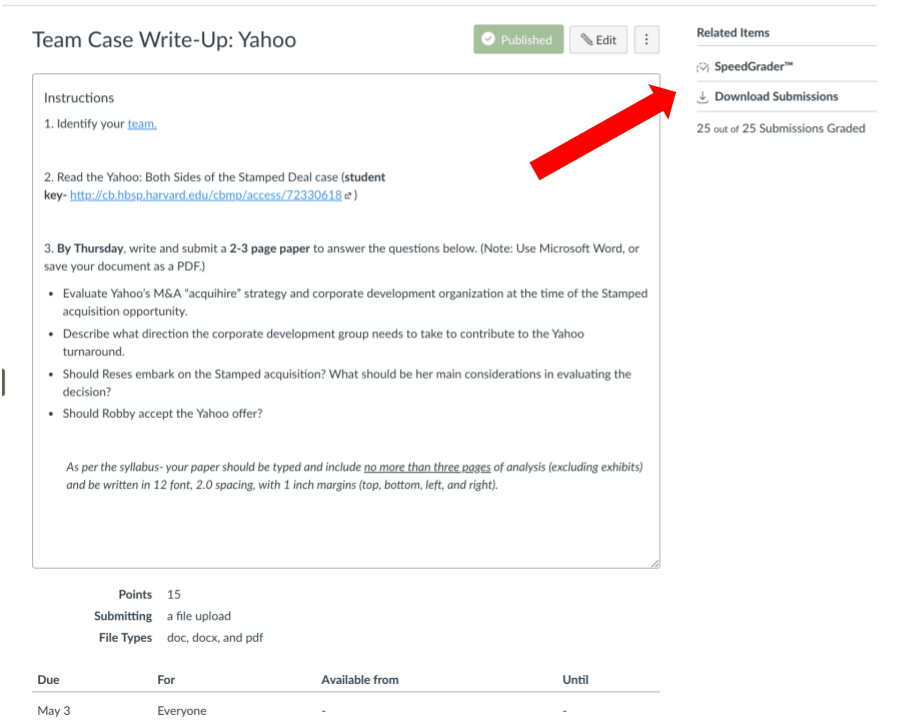 Team Case Write-Up: Yahoo
Published
Edit
Related Items
SpeedGrader™
Download Submissions
25 out of 25 Submissions Graded
Instructions
1. Identify your team.
2. Read the Yahoo: Both Sides of the Stamped Deal case (student
key- http://cb.hbsp.harvard.edu/cbmp/access/72330618 )
3. By Thursday, write and submit a 2-3 page paper to answer the questions below. (Note: Use Microsoft Word, or
save your document as a PDF.)
• Evaluate Yahoo's M&A "acquihire" strategy and corporate development organization at the time of the Stamped
acquisition opportunity.
• Describe what direction the corporate development group needs to take to contribute to the Yahoo
turnaround.
• Should Reses embark on the Stamped acquisition? What should be her main considerations in evaluating the
decision?
• Should Robby accept the Yahoo offer?
As per the syllabus- your paper should be typed and include no more than three pages of analysis (excluding exhibits)
and be written in 12 font, 2.0 spacing, with 1 inch margins (top, bottom, left, and right).
Points 15
Submitting a file upload
File Types doc, docx, and pdf
Due For Available from Until
May 3 Everyone - -